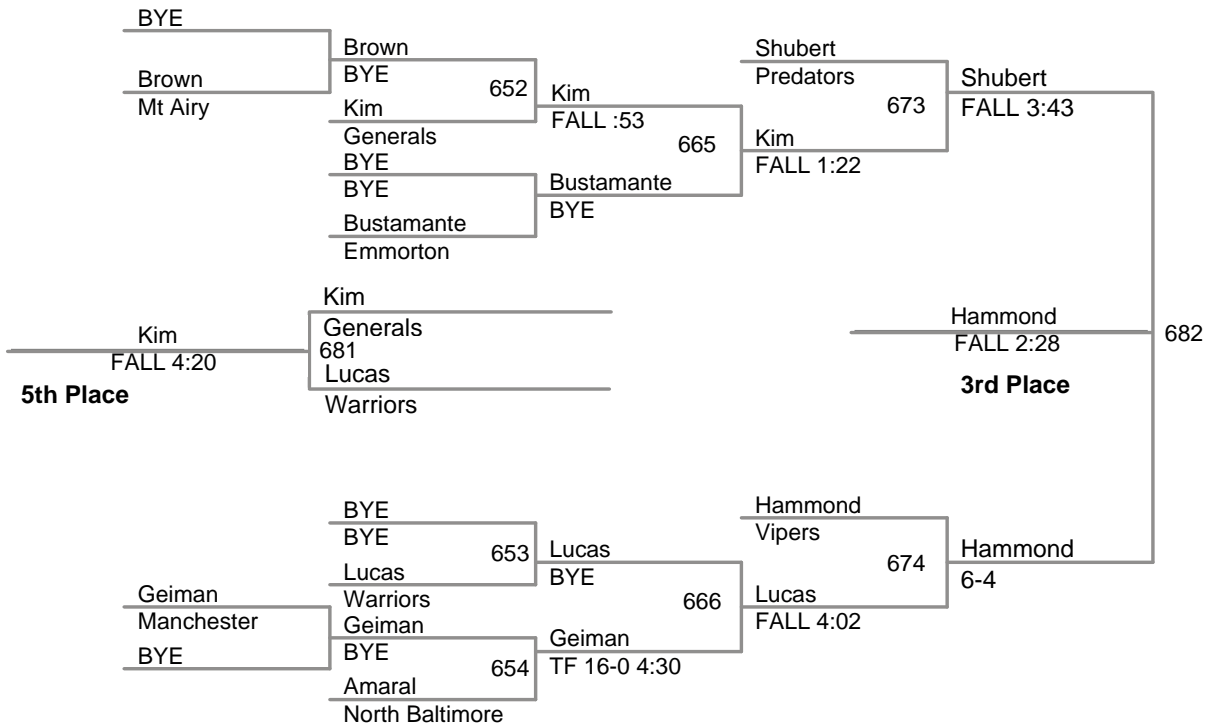 BYE
Brown
Mt Airy
Brown
BYE
652
Kim
Generals
BYE
BYE
Bustamante
Emmorton
Kim
FALL :53
665
Bustamante
BYE
Shubert
Predators
673
Kim
FALL 1:22
Shubert
FALL 3:43
Kim
Generals
681
Lucas
Warriors
Kim
FALL 4:20
5th Place
Hammond
FALL 2:28
3rd Place
682
BYE
BYE
653
Lucas
Warriors
Geiman
Manchester
BYE
Geiman
BYE
654
Amaral
North Baltimore
Lucas
BYE
666
Geiman
TF 16-0 4:30
Hammond
Vipers
674
Lucas
FALL 4:02
Hammond
6-4